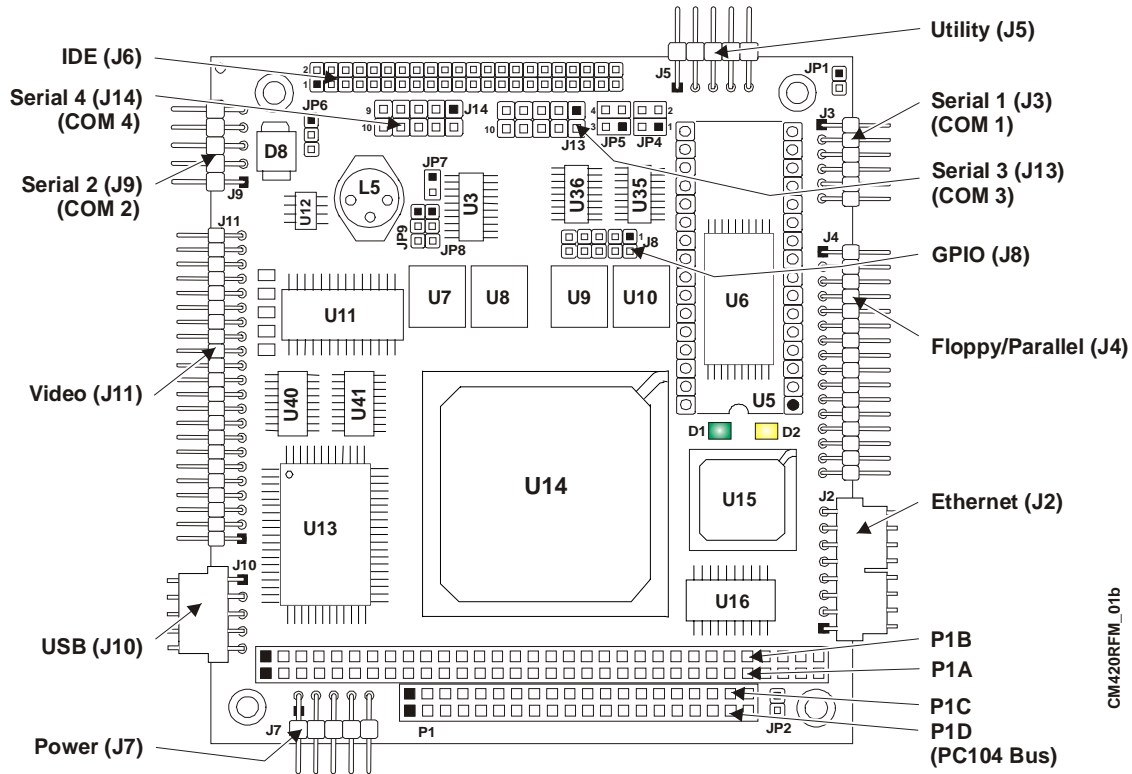 Utility (J5)
IDE (J6)
J5
JP1
2
1
Serial 4 (J14)
(COM 4)
JP6
9
J14
10
10
J13
4
3
JP5
2
1
JP4
J3
Serial 1 (J3)
(COM 1)
D8
Serial 2 (J9)
(COM 2)
J9
JP7
L5
U12
U3
U36
U35
Serial 3 (J13)
(COM 3)
J11
JP9
JP8
1
J8
J4
GPIO (J8)
U7
U8
U9
U10
U6
U11
Floppy/Parallel (J4)
Video (J11)
U40
U41
U5
D1
D2
U14
U15
U13
J2
Ethernet (J2)
J10
U16
USB (J10)
P1B
P1A
P1C
P1D
(PC104 Bus)
J7
P1
JP2
Power (J7)
CM420RFM_01b